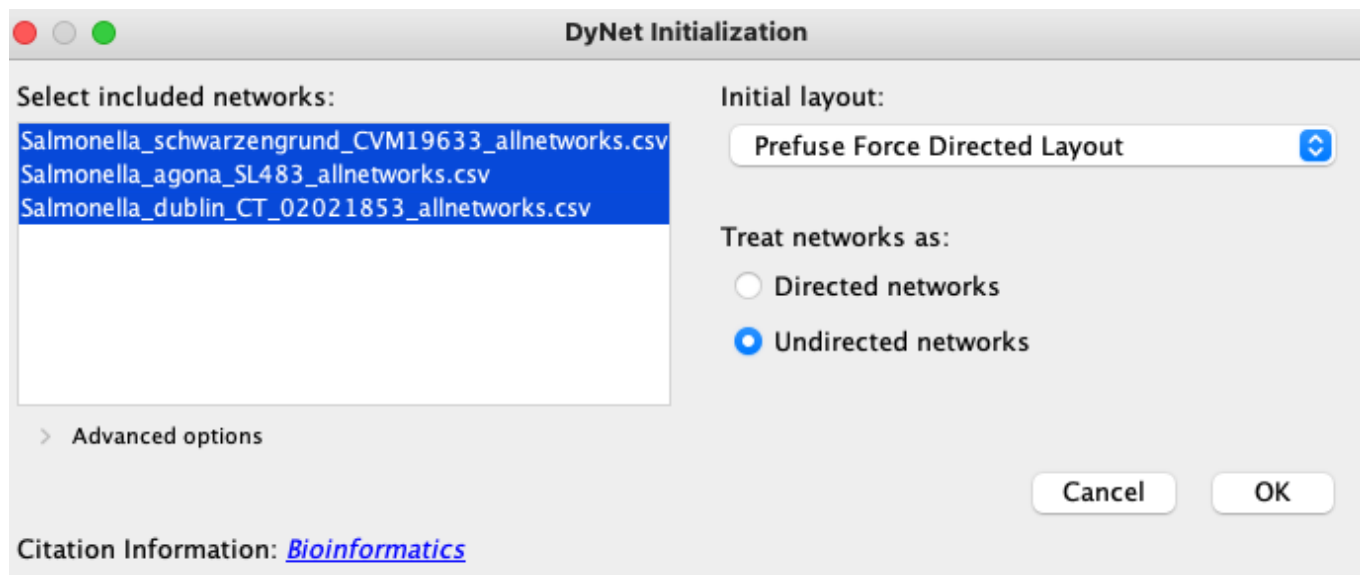 DyNet Initialization
Select included networks:
Salmonella_schwarzengrund_CVM19633_allnetworks.csv
Salmonella_agona_SL483_allnetworks.csv
Salmonella_dublin_CT_02021853_allnetworks.csv
Advanced options
Citation Information: Bioinformatics
Initial layout:
Prefuse Force Directed Layout
Treat networks as:
Directed networks
Undirected networks
Cancel
OK